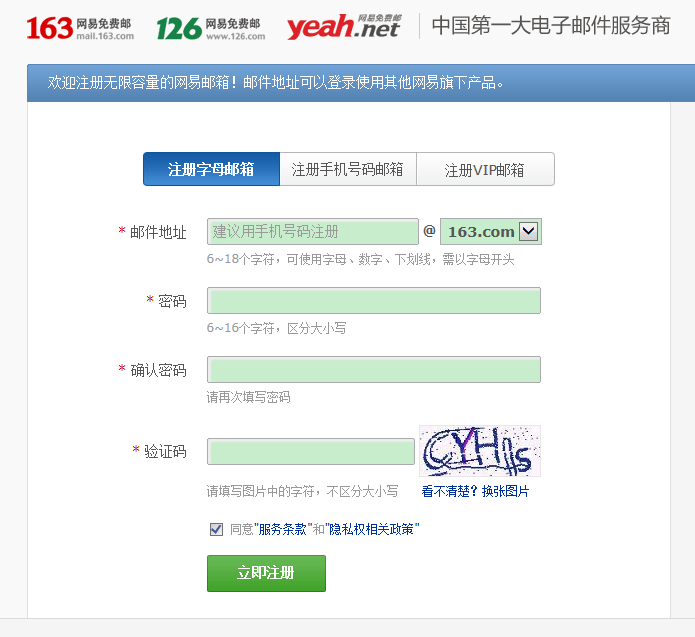 163 网易免费邮 mail.163.com 126 网易免费邮 www.126.com yeah.net 网易免费邮 中国第一大电子邮件服务商
欢迎注册无限容量的网易邮箱！邮件地址可以登录使用其他网易旗下产品。
注册字母邮箱 注册手机号码邮箱 注册VIP邮箱
* 邮件地址 建议用手机号码注册 @ 163.com
6~18个字符，可使用字母、数字、下划线，需以字母开头
* 密码
6~16个字符，区分大小写
* 确认密码
请再次填写密码
* 验证码
请填写图片中的字符，不区分大小写 看不清楚？换张图片
同意"服务条款"和"隐私权相关政策"
立即注册